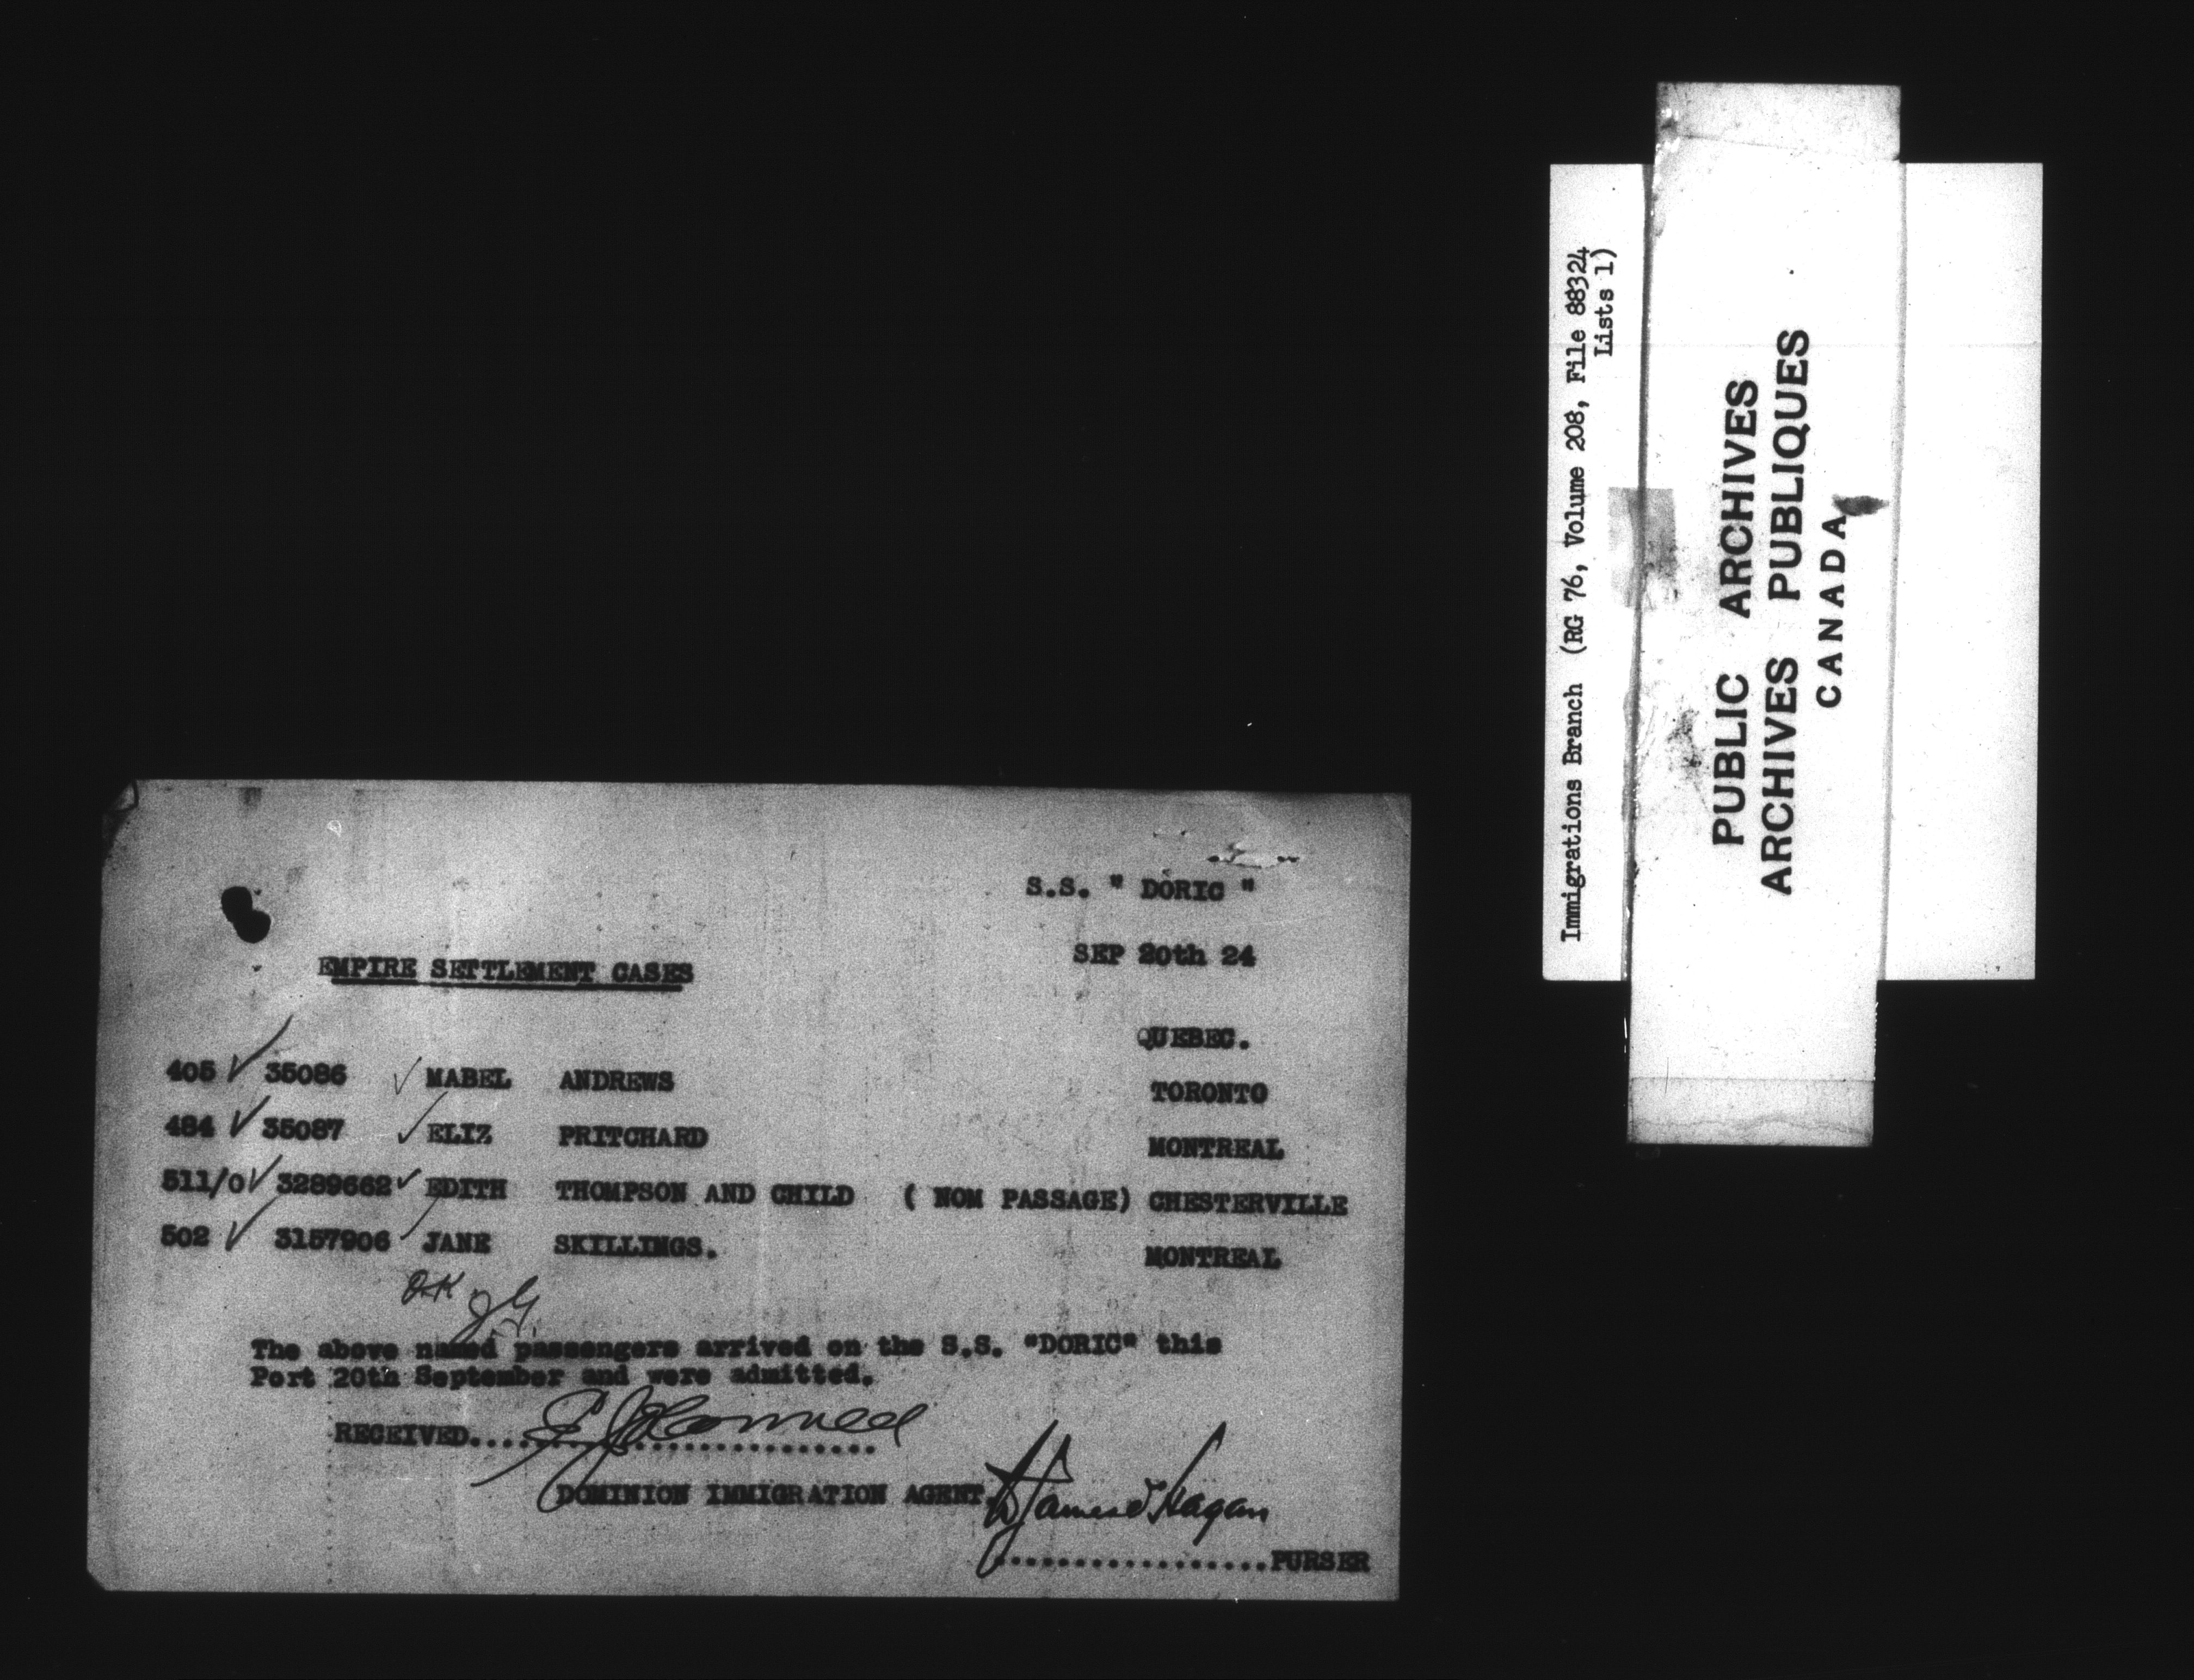 S.S. " DORIC "
SEP 20th 24
EMPIRE SETTLEMENT CASES
QUEBEC.
405 ✓ 35086 ✓ MABEL ANDREWS TORONTO
484 ✓ 35087 ✓ ELIZ PRITCHARD MONTREAL
511/0 ✓ 3289662 ✓ EDITH THOMPSON AND CHILD ( NOM PASSAGE) CHESTERVILLE
502 ✓ 3157906 ✓ JANE SKILLINGS. MONTREAL
O.K J.G.
The above named passengers arrived on the S.S. "DORIC" this
Port 20th September and were admitted.
RECEIVED....................
DOMINION IMMIGRATION AGENT.
...................PURSER
Immigrations Branch (RG 76, Volume 208, File 88324
Lists 1)
PUBLIC ARCHIVES
ARCHIVES PUBLIQUES
CANADA